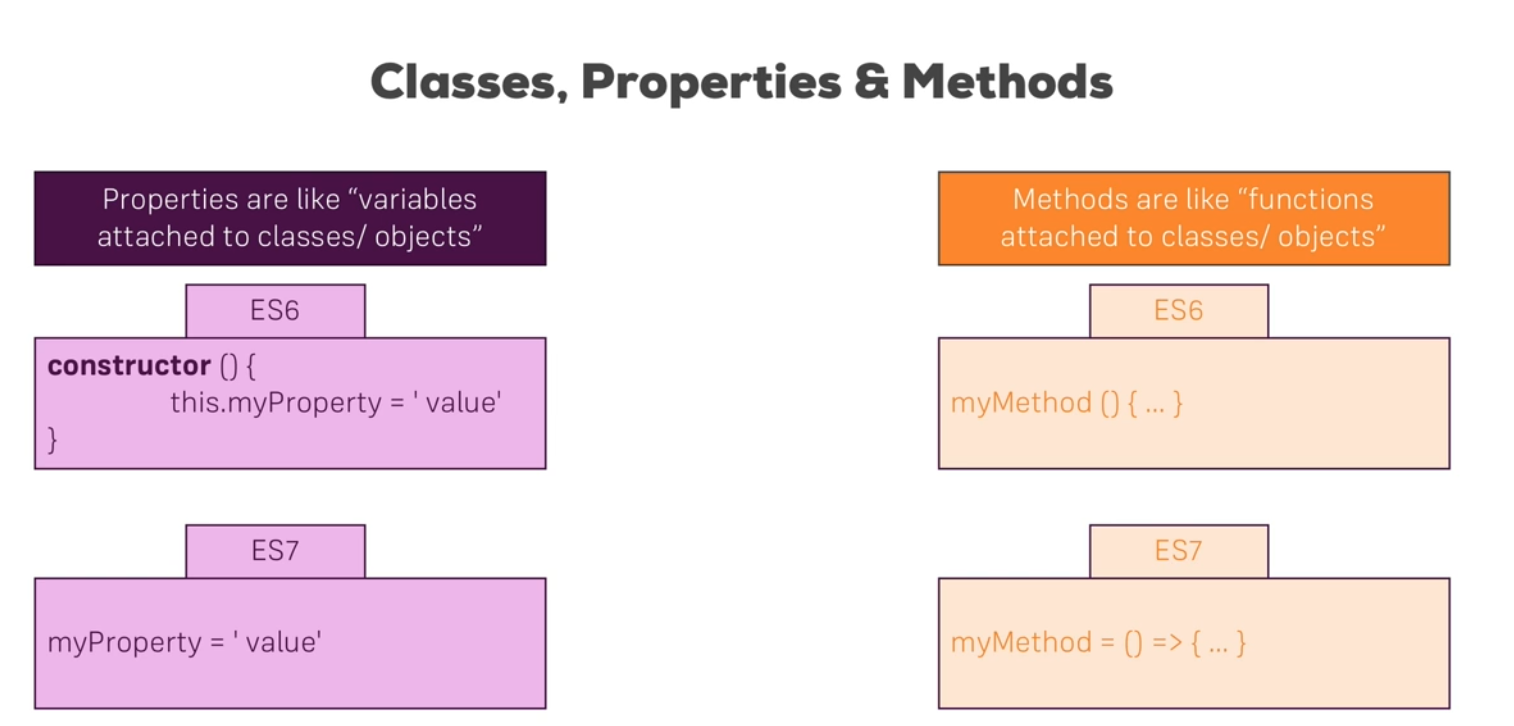 Classes, Properties & Methods
Properties are like “variables
attached to classes/ objects”
ES6
constructor () {
this.myProperty = ' value'
}
ES7
myProperty = ' value'
Methods are like “functions
attached to classes/ objects”
ES6
myMethod () { ... }
ES7
myMethod = () => { ... }